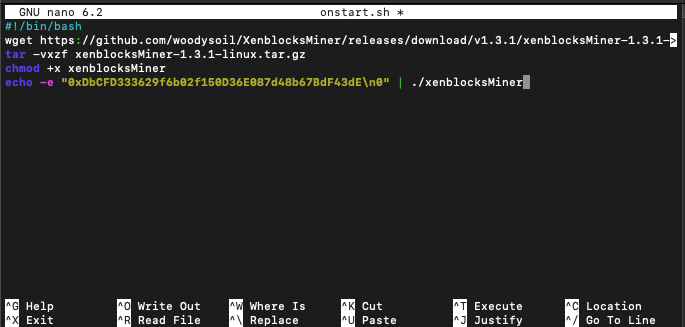 GNU nano 6.2 onstart.sh *
#!/bin/bash
wget https://github.com/woodysoil/XenblocksMiner/releases/download/v1.3.1/xenblocksMiner-1.3.1->
tar -vxzf xenblocksMiner-1.3.1-linux.tar.gz
chmod +x xenblocksMiner
echo -e "0xDbCFD333629f6b02f150D36E087d48b67BdF43dE\n0" | ./xenblocksMiner
^G Help ^O Write Out ^W Where Is ^K Cut ^T Execute ^C Location
^X Exit ^R Read File ^\ Replace ^U Paste ^J Justify ^/ Go To Line